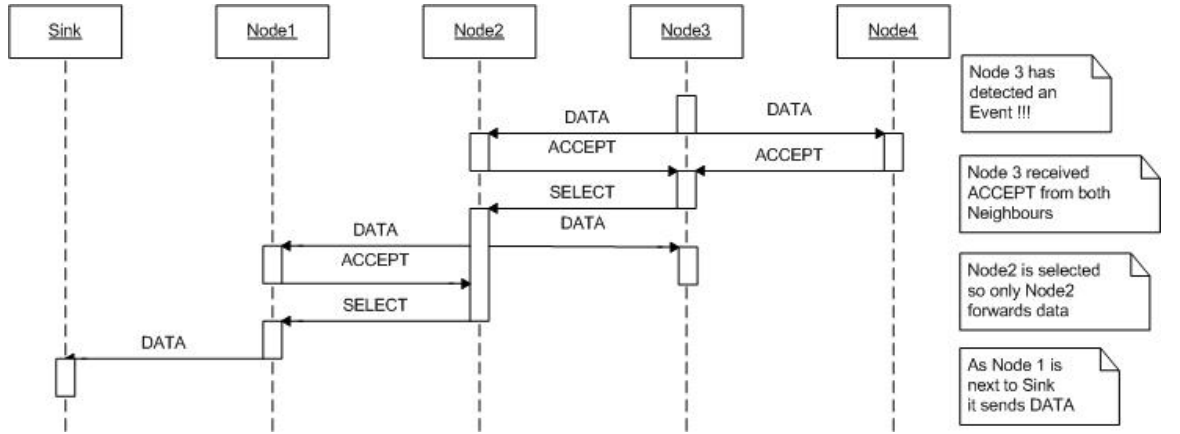 Sink
Node1
Node2
Node3
Node4
Node 3 has
detected an
Event !!!
DATA
DATA
ACCEPT
ACCEPT
Node 3 received
ACCEPT from both
Neighbours
SELECT
DATA
DATA
ACCEPT
Node2 is selected
so only Node2
forwards data
SELECT
DATA
As Node 1 is
next to Sink
it sends DATA